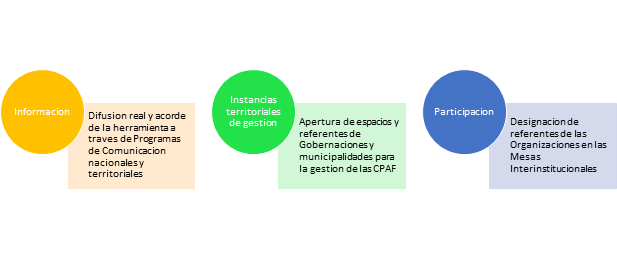 Informacion
Difusion real y acorde
de la herramienta a
traves de Programas
de Comunicacion
nacionales y
territoriales
Instancias
territoriales
de gestion
Apertura de espacios y
referentes de
Gobernaciones y
municipalidades para
la gestion de las CPAF
Participacion
Designacion de
referentes de las
Organizaciones en las
Mesas
Interinstitucionales